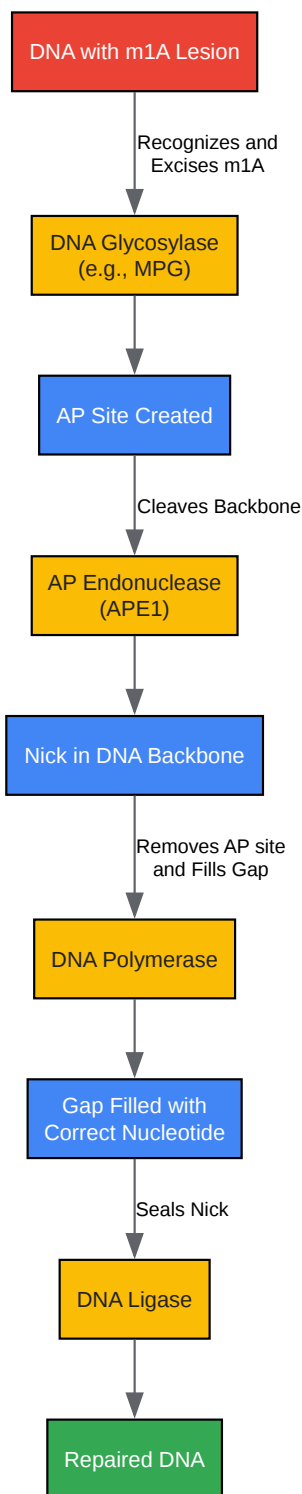 DNA with m1A Lesion
Recognizes and
Excises m1A
DNA Glycosylase
(e.g., MPG)
AP Site Created
Cleaves Backbone
AP Endonuclease
(APE1)
Nick in DNA Backbone
Removes AP site
and Fills Gap
DNA Polymerase
Gap Filled with
Correct Nucleotide
Seals Nick
DNA Ligase
Repaired DNA